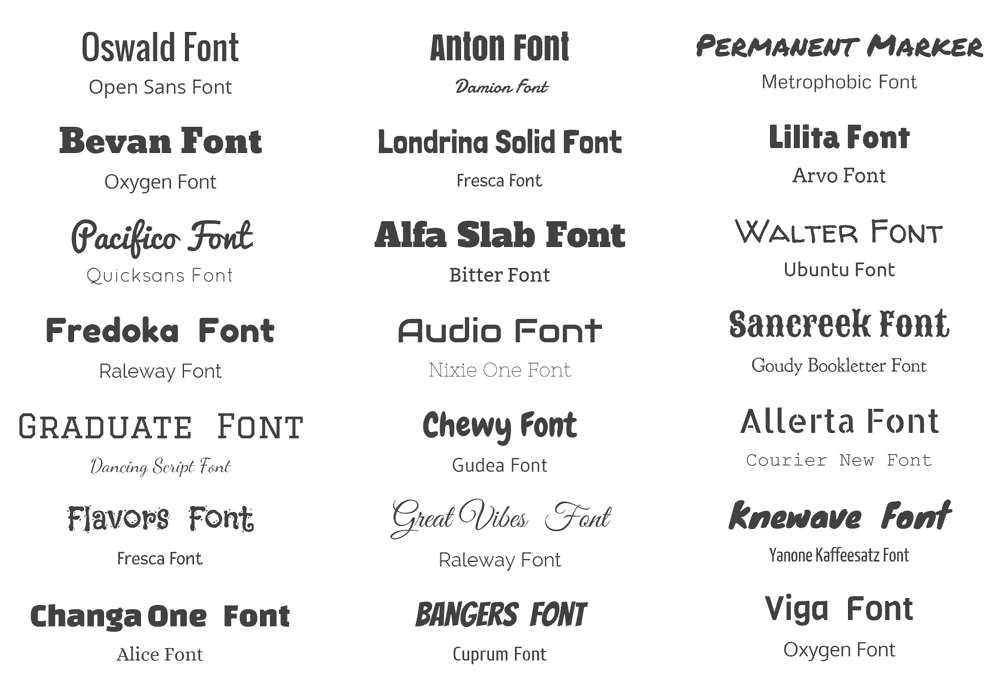 Oswald Font
Open Sans Font
Anton Font
Damion Font
PERMANENT MARKER
Metrophobic Font
Bevan Font
Oxygen Font
Londrina Solid Font
Fresca Font
Lilita Font
Arvo Font
Pacifico Font
Quicksans Font
Alfa Slab Font
Bitter Font
WALTER FONT
Ubuntu Font
Fredoka Font
Raleway Font
Audio Font
Nixie One Font
Sancreek Font
Goudy Bookletter Font
GRADUATE FONT
Dancing Script Font
Chewy Font
Gudea Font
Allerta Font
Courier New Font
Flavors Font
Fresca Font
Great Vibes Font
Raleway Font
Knewave Font
Yanone Kaffeesatz Font
Changa One Font
Alice Font
BANGERS FONT
Cuprum Font
Viga Font
Oxygen Font